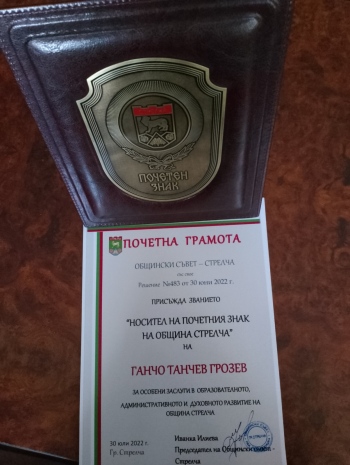 ПОЧЕТЕН
ЗНАК
ПОЧЕТНА ГРАМОТА
ОБЩИНСКИ СЪВЕТ – СТРЕЛЧА
Решение №485 от 30 юни 2022 г.
ПРИСЪЖДА ЗВАНИЕТО
"НОСИТЕЛ НА ПОЧЕТНИЯ ЗНАК
НА ОБЩИНА СТРЕЛЧА"
НА
ГАНЧО ТАНЧЕВ ГРОЗЕВ
ЗА ОСОБЕНИ ЗАСЛУГИ В ОБРАЗОВАТЕЛНОТО,
АДМИНИСТРАТИВНОТО И ДУХОВНОТО РАЗВИТИЕ НА
ОБЩИНА СТРЕЛЧА
30 юли 2022 г.
Гр. Стрелча
Иванка Илиева
Председател на Общински съвет -
Стрелча